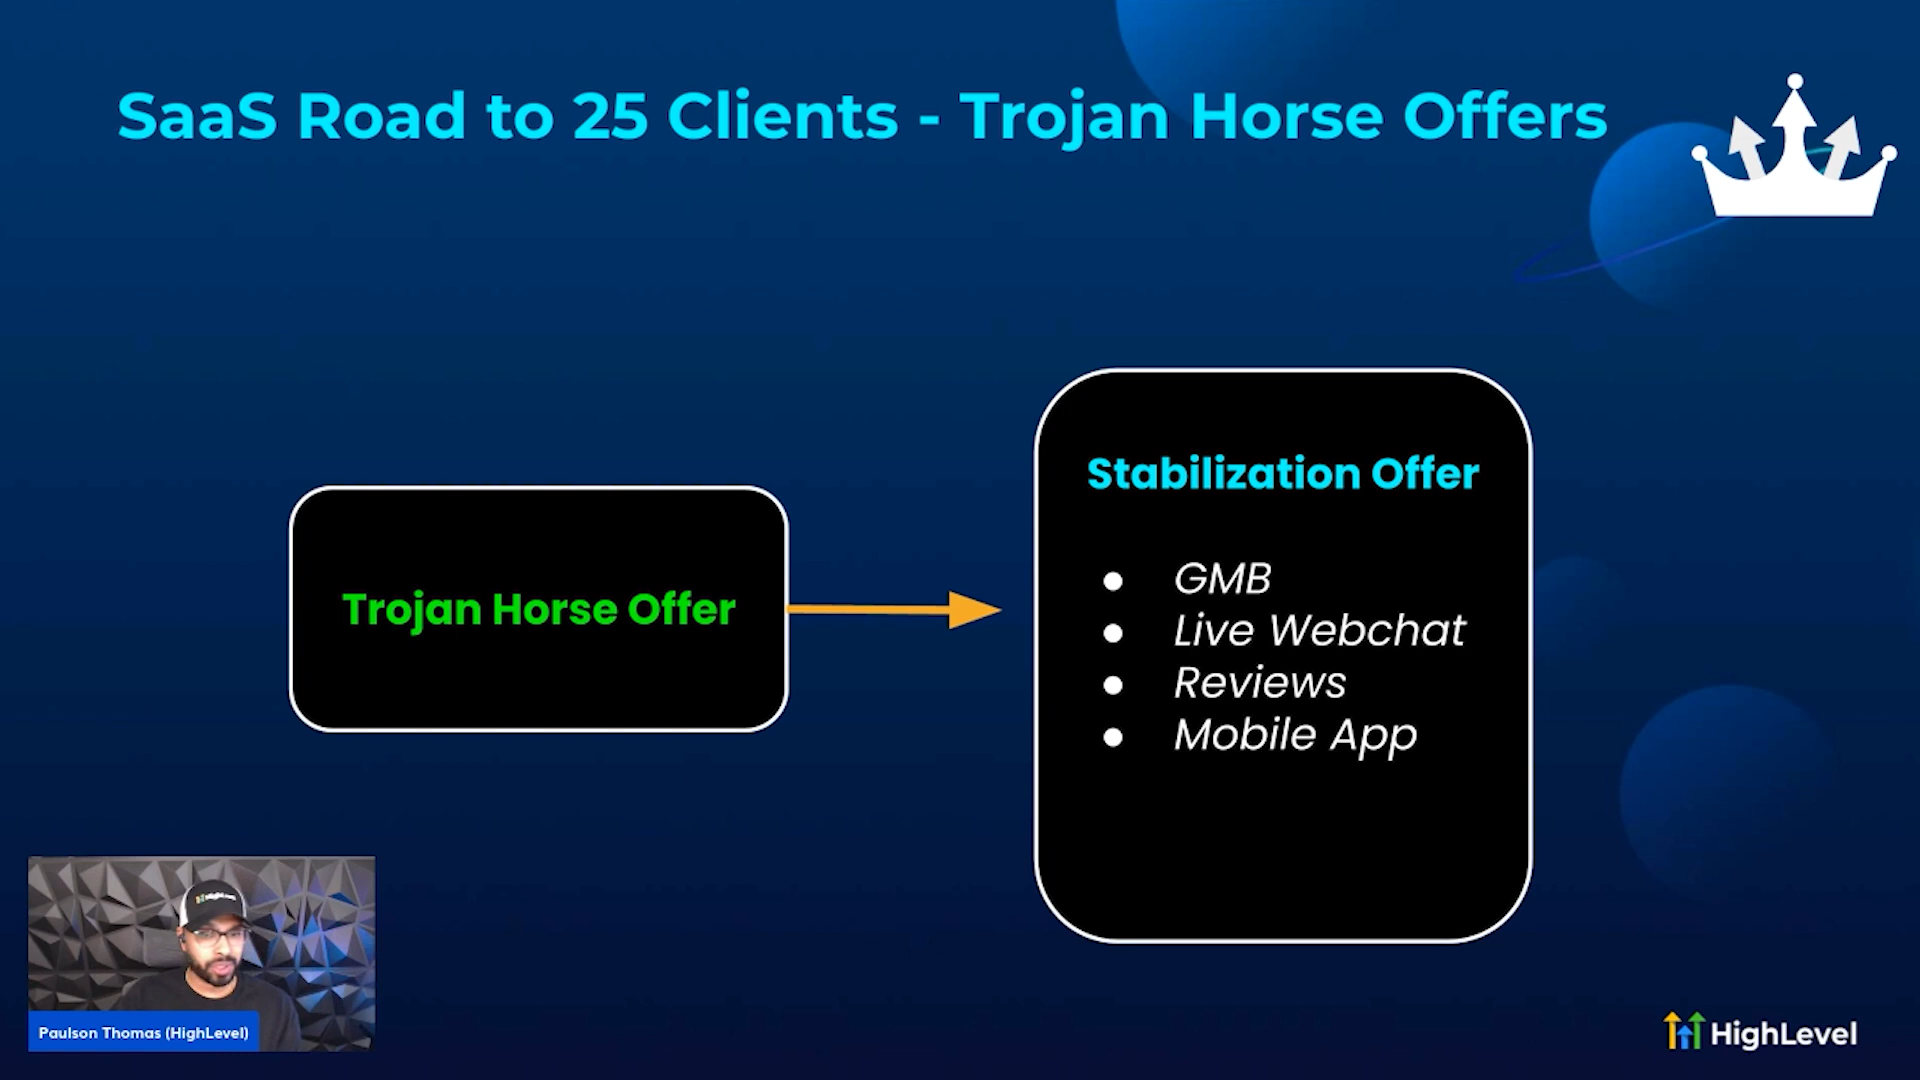 SaaS Road to 25 Clients - Trojan Horse Offers
Trojan Horse Offer
Stabilization Offer
● GMB
● Live Webchat
● Reviews
● Mobile App
HighLevel
Paulson Thomas (HighLevel)
HighLevel